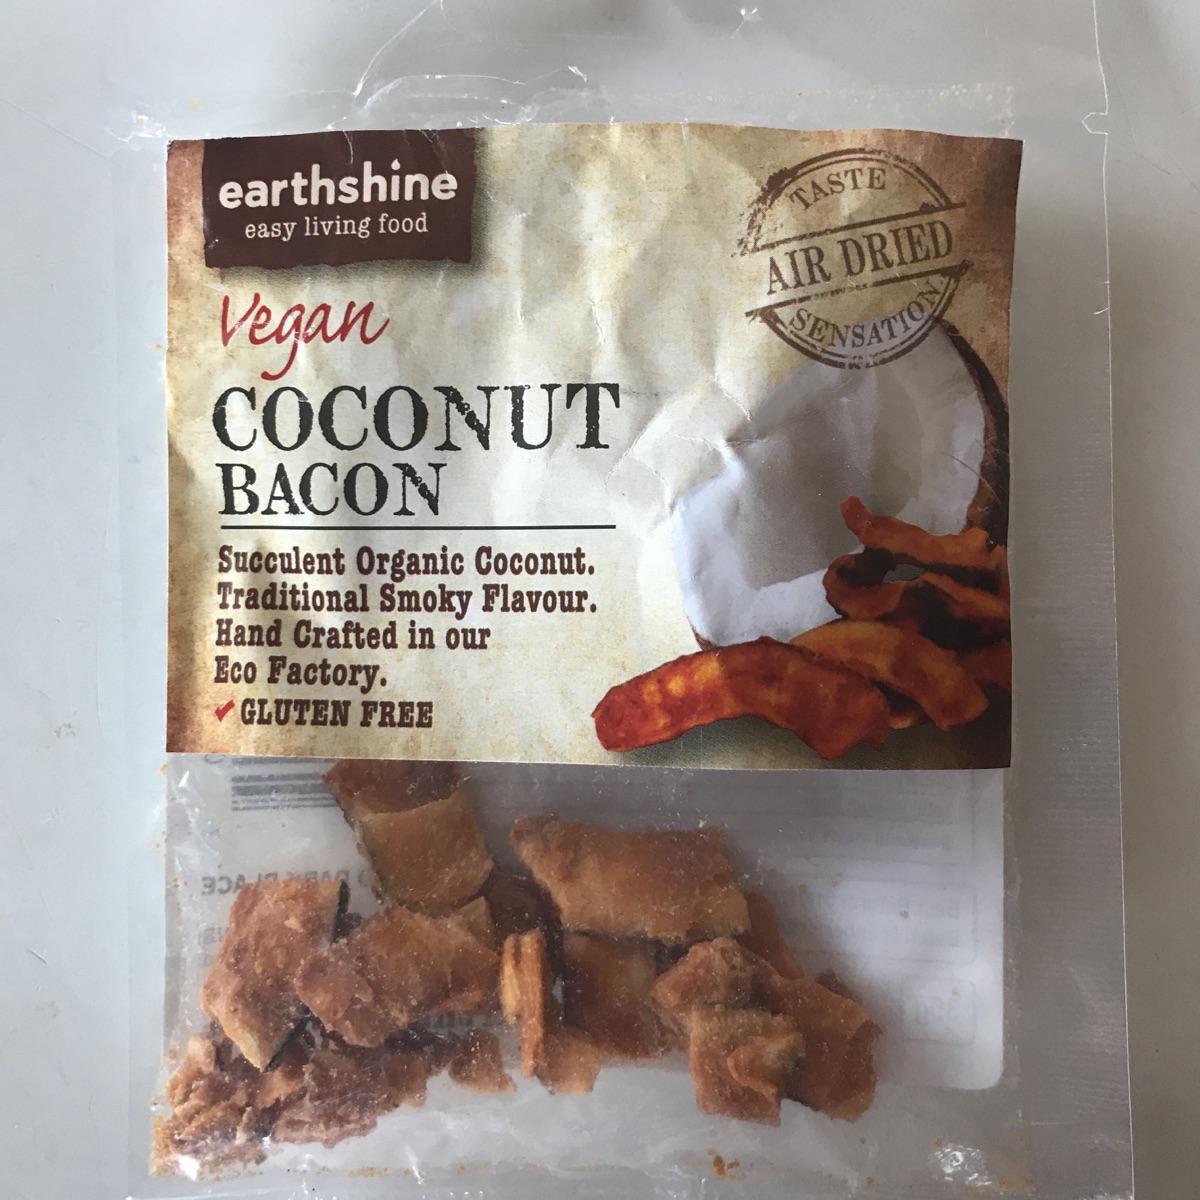 earthshine
easy living food
TASTE
AIR DRIED
SENSATION
Vegan
COCONUT
BACON
Succulent Organic Coconut.
Traditional Smoky Flavour.
Hand Crafted in our
Eco Factory.
✓ GLUTEN FREE